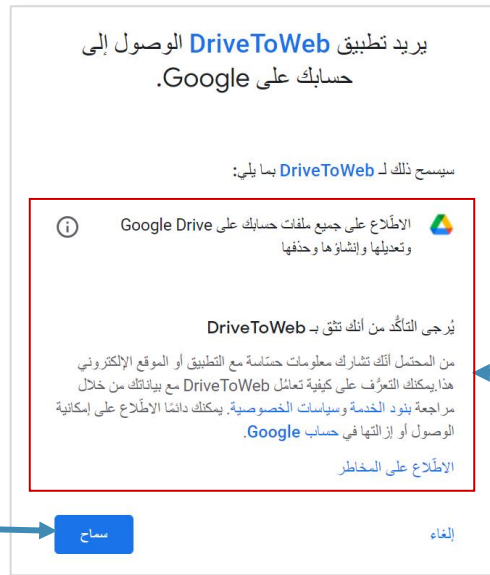 يريد تطبيق DriveToWeb الوصول إلى
حسابك على Google.
سيسمح ذلك لـ DriveToWeb بما يلي:
الاطّلاع على جميع ملفات حسابك على Google Drive
وتعديلها وإنشاؤها وحذفها
يُرجى التأكُّد من أنك تثق بـ DriveToWeb
من المحتمل أنّك تشارك معلومات حسّاسة مع التطبيق أو الموقع الإلكتروني
هذا.يمكنك التعرُّف على كيفية تعامُل DriveToWeb مع بياناتك من خلال
مراجعة بنود الخدمة وسياسات الخصوصية. يمكنك دائمًا الاطّلاع على إمكانية
الوصول أو إزالتها في حساب Google.
الاطّلاع على المخاطر
إلغاء
سماح